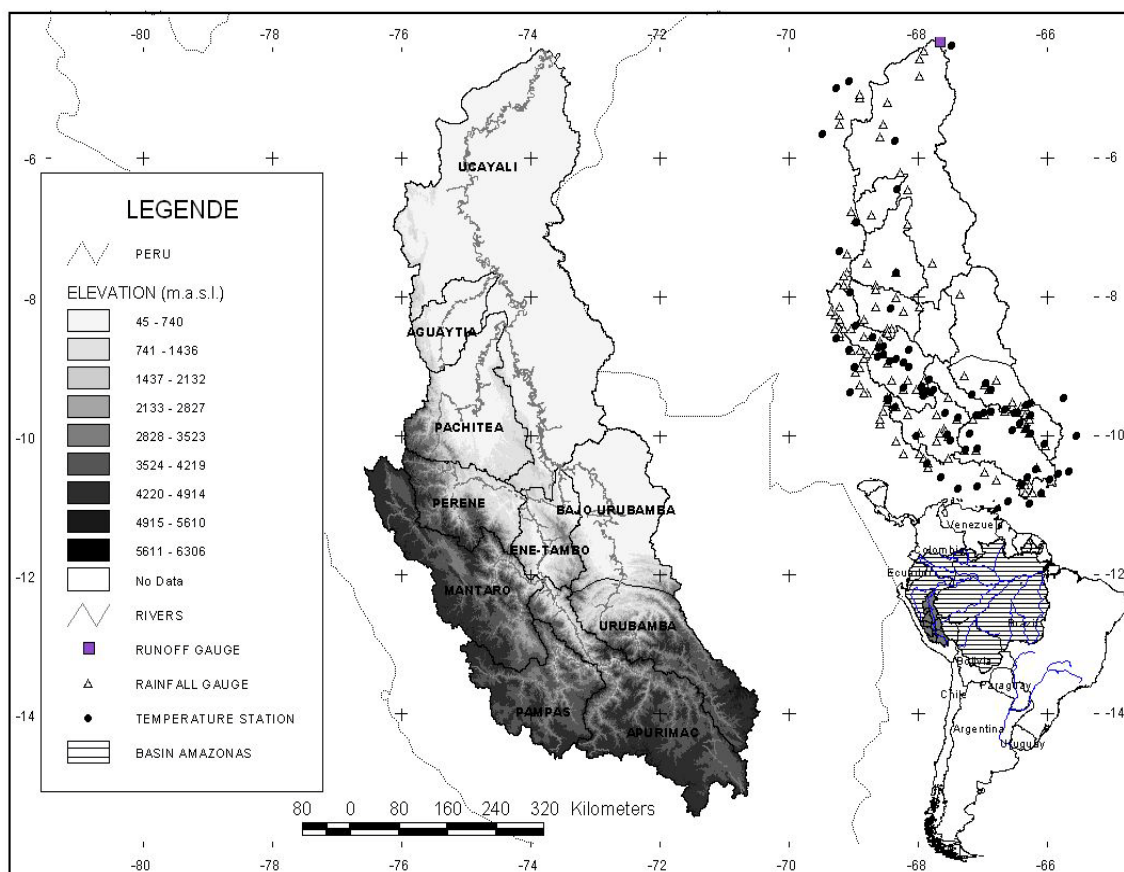 -80 -78 -76 -74 -72 -70 -68 -66
-6 -6
UCAYALI
LEGENDE
PERU
ELEVATION (m.a.s.l.)
45 - 740
741 - 1436
1437 - 2132
2133 - 2827
2828 - 3523
3524 - 4219
4220 - 4914
4915 - 5610
5611 - 6306
No Data
RIVERS
RUNOFF GAUGE
RAINFALL GAUGE
TEMPERATURE STATION
BASIN AMAZONAS
-8 -8
AGUAYTIA
-10 -10
PACHITEA
PERENE
BAJO URUBAMBA
ENE-TAMBO
-12 -12
MANTARO
URUBAMBA
-14 -14
PAMPAS
APURIMAC
Venezuela
Colombia
Ecuador
Brazil
Bolivia
Paraguay
Chile
Argentina
Uruguay
80 0 80 160 240 320 Kilometers
-80 -78 -76 -74 -72 -70 -68 -66